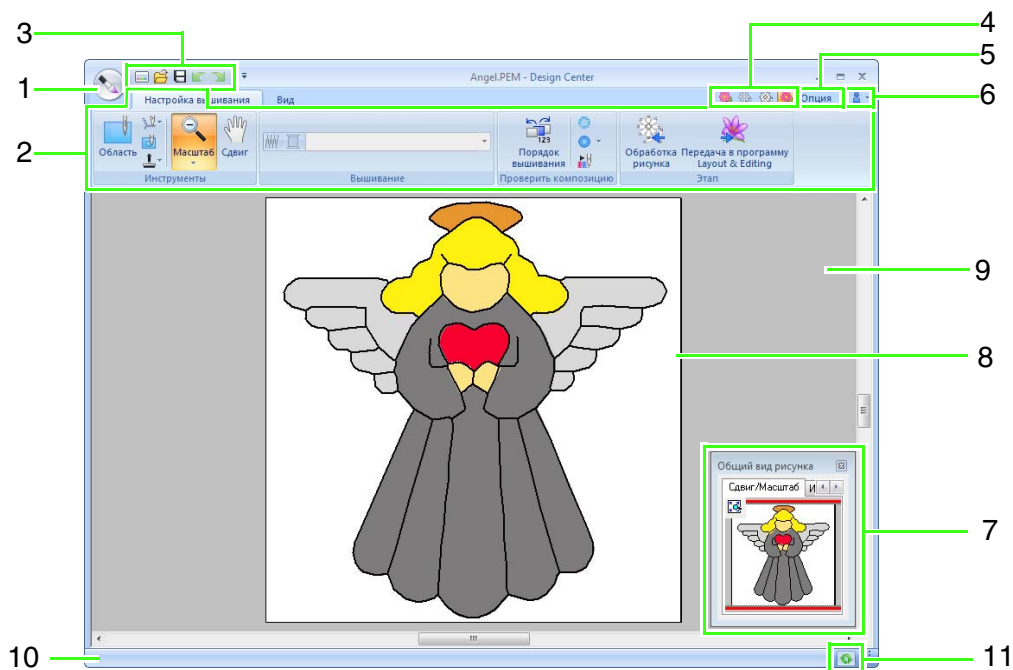 3
4
5
1
6
Angel.PEM - Design Center
Настройка вышивания Вид Опция
2
Область Масштаб Сдвиг
Порядок вышивания
123
Обработка рисунка
Передача в программу Layout & Editing
Инструменты Вышивание Проверить композицию Этап
9
8
Общий вид рисунка
Сдвиг/Масштаб И
7
10
11